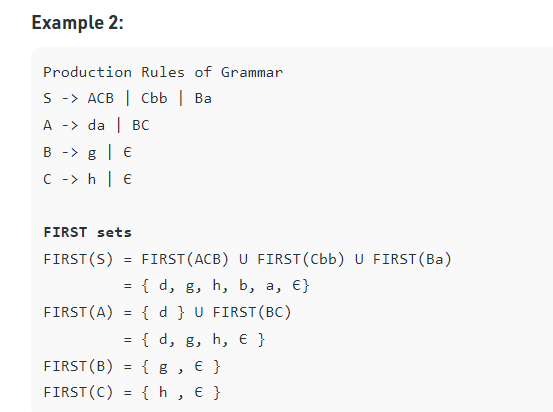 Example 2:
Production Rules of Grammar
S -> ACB | Cbb | Ba
A -> da | BC
B -> g | Є
C -> h | Є
FIRST sets
FIRST(S) = FIRST(ACB) U FIRST(Cbb) U FIRST(Ba)
= { d, g, h, b, a, Є}
FIRST(A) = { d } U FIRST(BC)
= { d, g, h, Є }
FIRST(B) = { g , Є }
FIRST(C) = { h , Є }